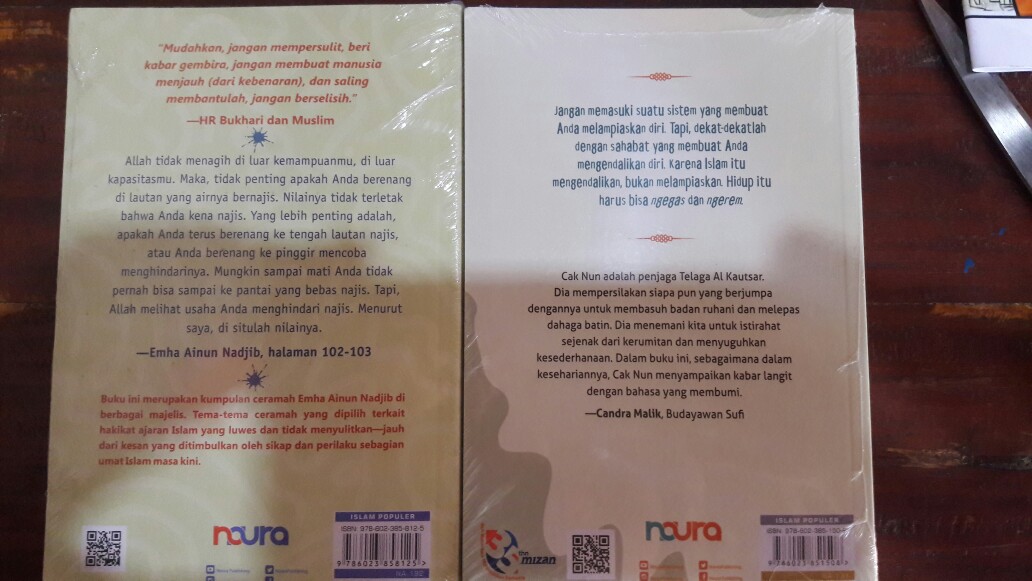 "Mudahkan, jangan mempersulit, beri
kabar gembira, jangan membuat manusia
menjauh (dari kebenaran), dan saling
membantulah, jangan berselisih."
—HR Bukhari dan Muslim
Allah tidak menagih di luar kemampuanmu, di luar
kapasitasmu. Maka, tidak penting apakah Anda berenang
di lautan yang airnya bernajis. Nilainya tidak terletak
bahwa Anda kena najis. Yang lebih penting adalah,
apakah Anda terus berenang ke tengah lautan najis,
atau Anda berenang ke pinggir mencoba
menghindarinya. Mungkin sampai mati Anda tidak
pernah bisa sampai ke pantai yang bebas najis. Tapi,
Allah melihat usaha Anda menghindari najis. Menurut
saya, di situlah nilainya.
—Emha Ainun Nadjib, halaman 102-103
Buku ini merupakan kumpulan ceramah Emha Ainun Nadjib di
berbagai majelis. Tema-tema ceramah yang dipilih terkait
hakikat ajaran Islam yang luwes dan tidak menyulitkan—jauh
dari kesan yang ditimbulkan oleh sikap dan perilaku sebagian
umat Islam masa kini.
noura
ISLAM POPULER
ISBN 978-602-385-812-5
9786023858125
Jangan memasuki suatu sistem yang membuat
Anda melampiaskan diri. Tapi, dekat-dekatlah
dengan sahabat yang membuat Anda
mengendalikan diri. Karena Islam itu
mengendalikan, bukan melampiaskan. Hidup itu
harus bisa ngegas dan ngerem.
Cak Nun adalah penjaga Telaga Al Kautsar.
Dia mempersilakan siapa pun yang berjumpa
dengannya untuk membasuh badan ruhani dan melepas
dahaga batin. Dia menemani kita untuk istirahat
sejenak dari kerumitan dan menyuguhkan
kesederhanaan. Dalam buku ini, sebagaimana dalam
keseharian​nya, Cak Nun menyampaikan kabar langit
dengan bahasa yang membumi.
—Candra Malik, Budayawan Sufi
mizan
noura
ISLAM POPULER